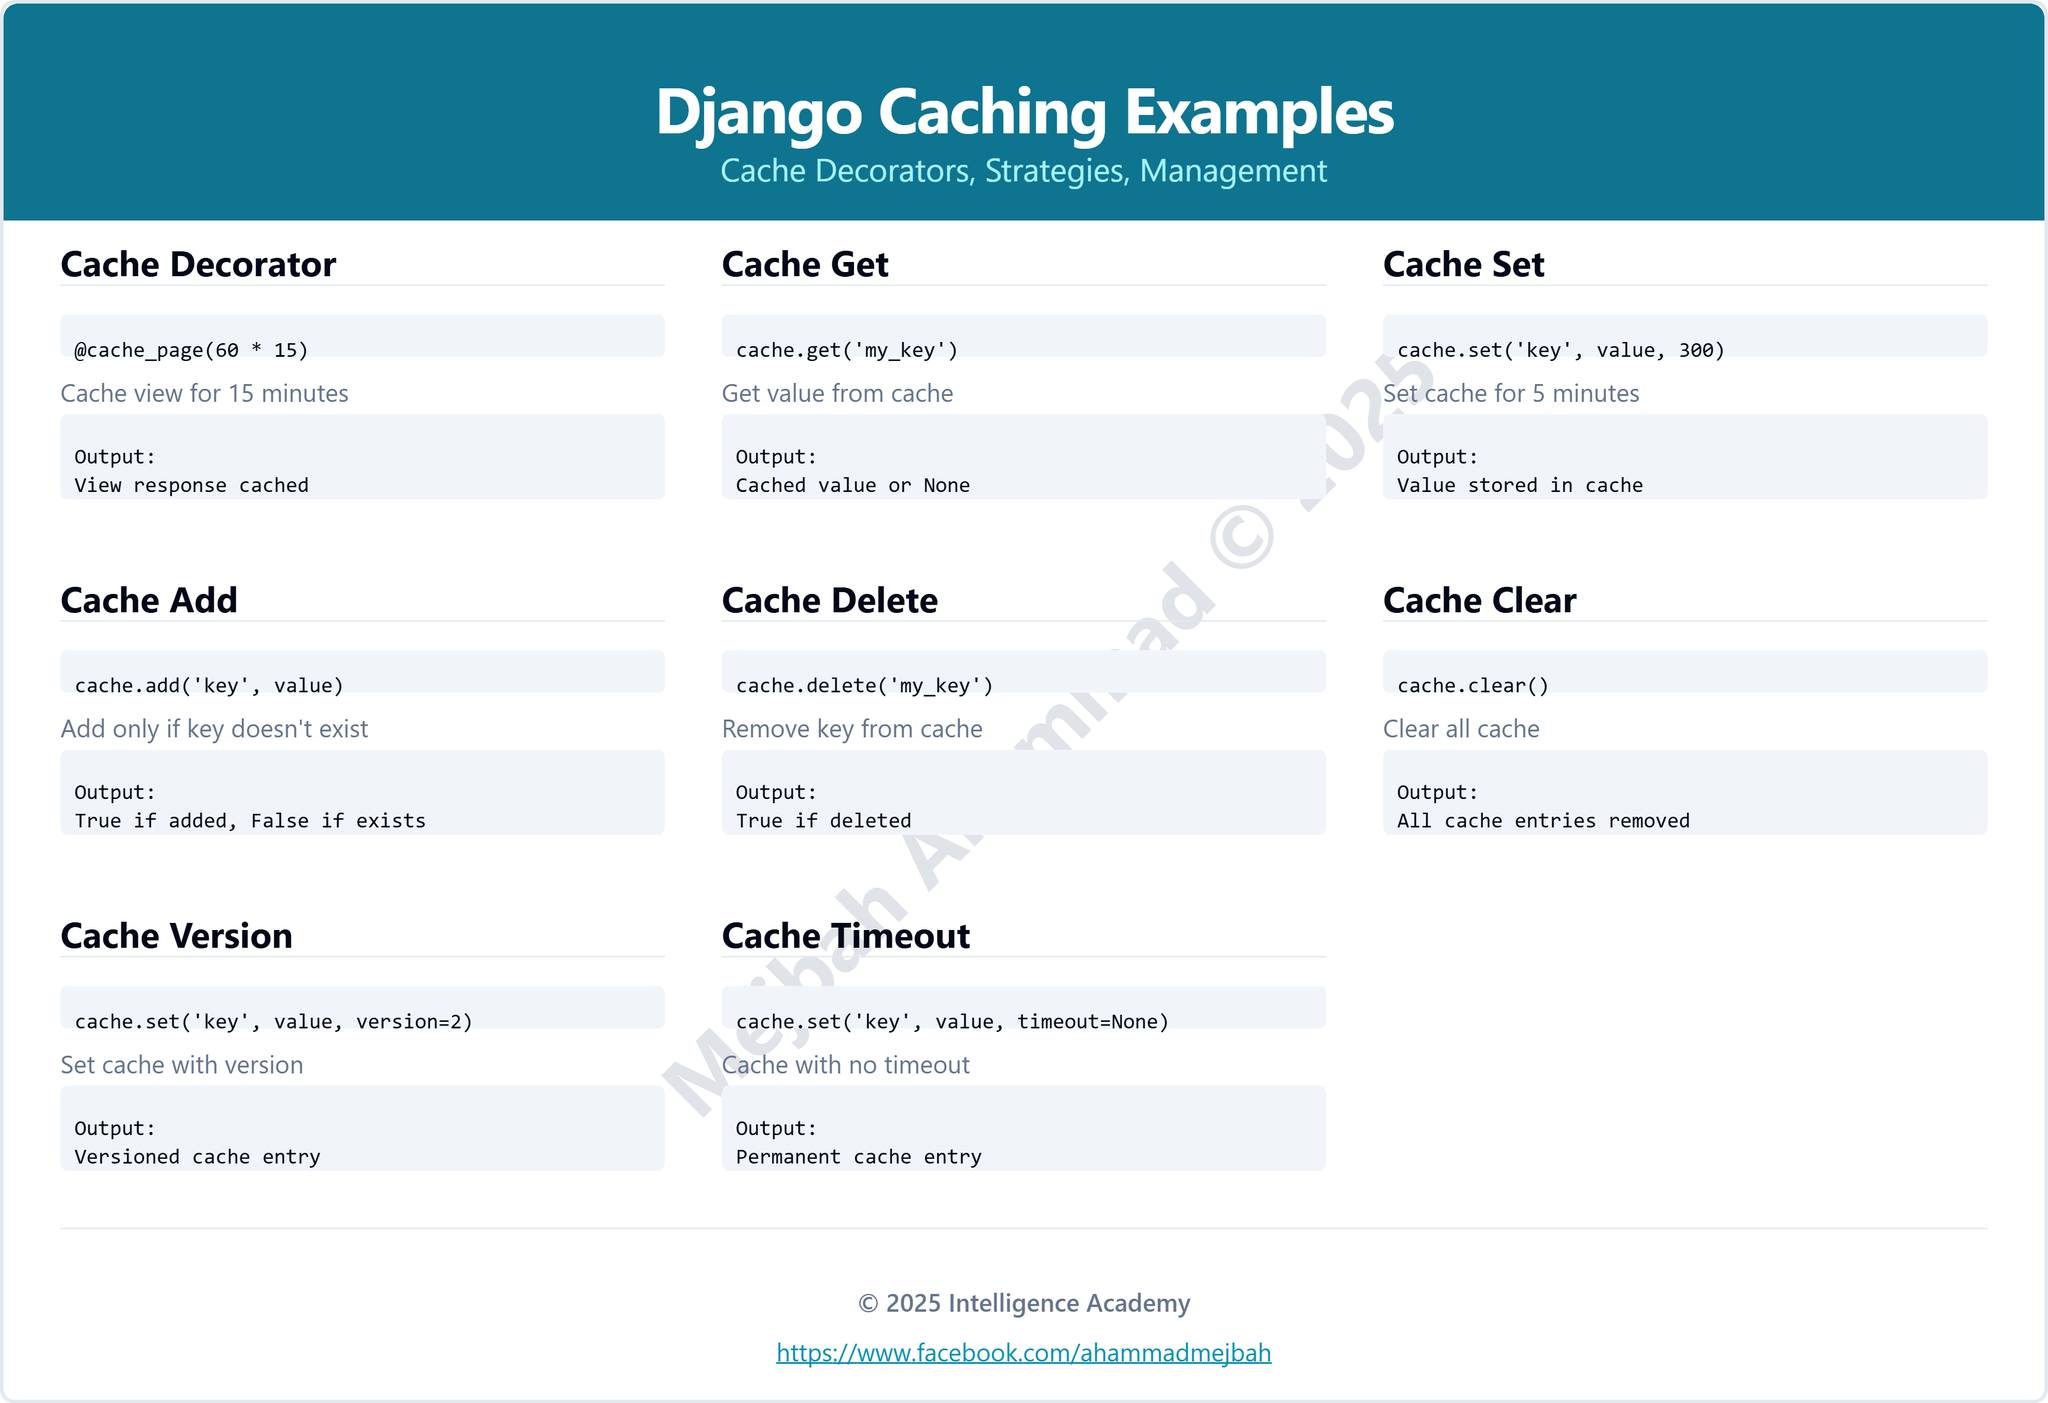 Django Caching Examples
Cache Decorators, Strategies, Management
Cache Decorator
@cache_page(60 * 15)
Cache view for 15 minutes
Output:
View response cached
Cache Get
cache.get('my_key')
Get value from cache
Output:
Cached value or None
Cache Set
cache.set('key', value, 300)
Set cache for 5 minutes
Output:
Value stored in cache
Cache Add
cache.add('key', value)
Add only if key doesn't exist
Output:
True if added, False if exists
Cache Delete
cache.delete('my_key')
Remove key from cache
Output:
True if deleted
Cache Clear
cache.clear()
Clear all cache
Output:
All cache entries removed
Cache Version
cache.set('key', value, version=2)
Set cache with version
Output:
Versioned cache entry
Cache Timeout
cache.set('key', value, timeout=None)
Cache with no timeout
Output:
Permanent cache entry
Mejbah Ahammad © 2025
© 2025 Intelligence Academy
https://www.facebook.com/ahammadmejbah